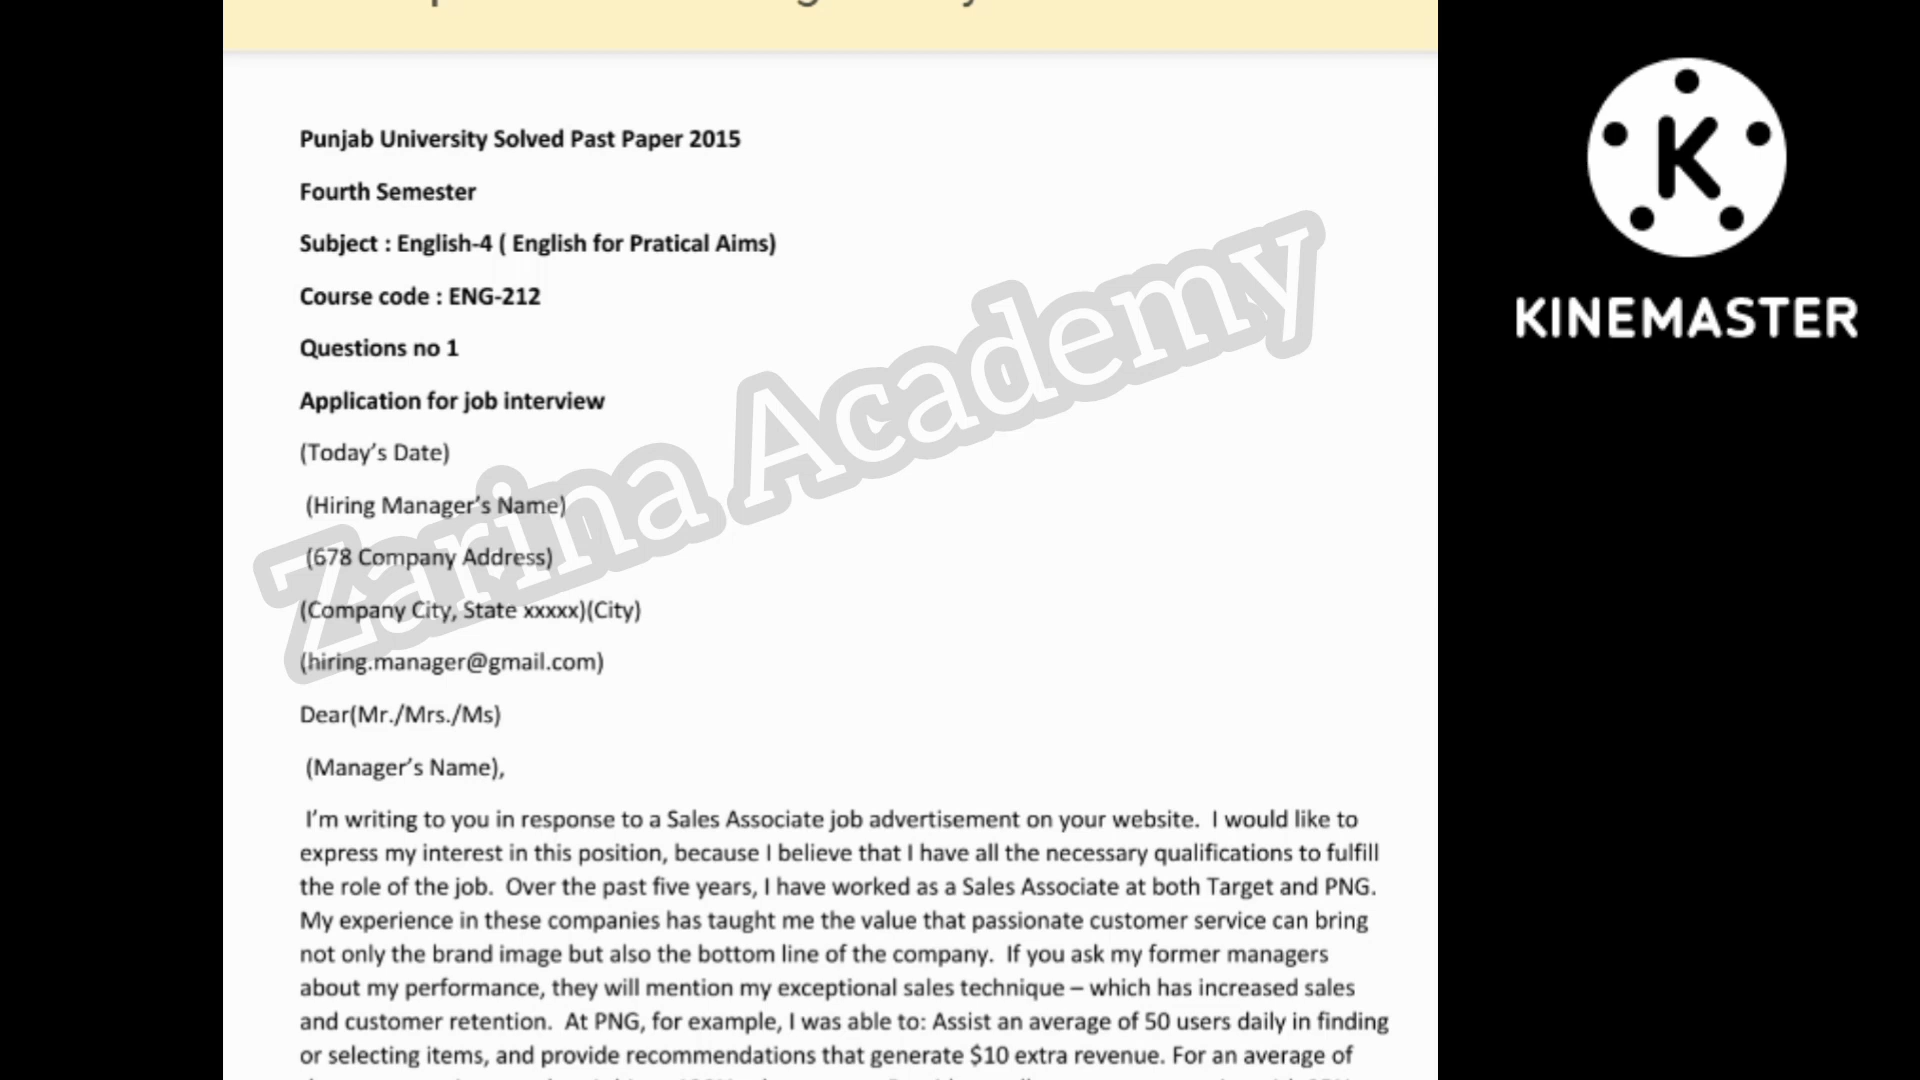 Punjab University Solved Past Paper 2015
Fourth Semester
Subject : English-4 ( English for Pratical Aims)
Course code : ENG-212
Questions no 1
Application for job interview
(Today's Date)
(Hiring Manager's Name)
(678 Company Address)
(Company City, State xxxxx)(City)
(hiring.manager@gmail.com)
Dear(Mr./Mrs./Ms)
(Manager's Name),
I'm writing to you in response to a Sales Associate job advertisement on your website.  I would like to
express my interest in this position, because I believe that I have all the necessary qualifications to fulfill
the role of the job.  Over the past five years, I have worked as a Sales Associate at both Target and PNG.
My experience in these companies has taught me the value that passionate customer service can bring
not only the brand image but also the bottom line of the company.  If you ask my former managers
about my performance, they will mention my exceptional sales technique – which has increased sales
and customer retention.  At PNG, for example, I was able to: Assist an average of 50 users daily in finding
or selecting items, and provide recommendations that generate $10 extra revenue. For an average of
Zarina Academy
K
KINEMASTER